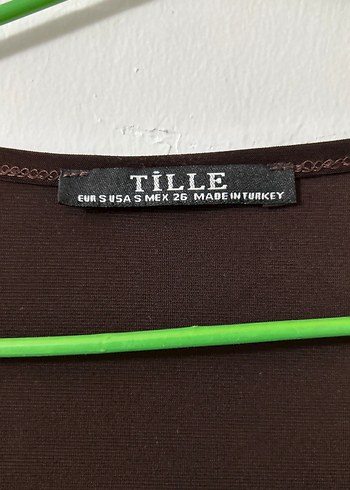 TİLLE
EUR S USA S MEX 26 MADE IN TURKEY